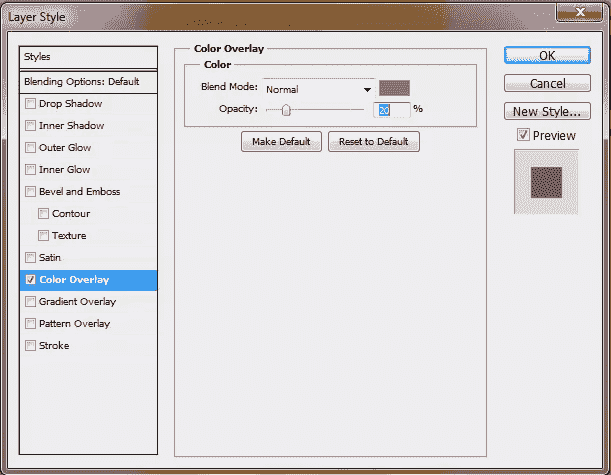 Layer Style
Styles
Blending Options: Default
Drop Shadow
Inner Shadow
Outer Glow
Inner Glow
Bevel and Emboss
Contour
Texture
Satin
Color Overlay
Gradient Overlay
Pattern Overlay
Stroke
Color Overlay
Color
Blend Mode: Normal
Opacity: 20 %
Make Default Reset to Default
OK
Cancel
New Style...
Preview